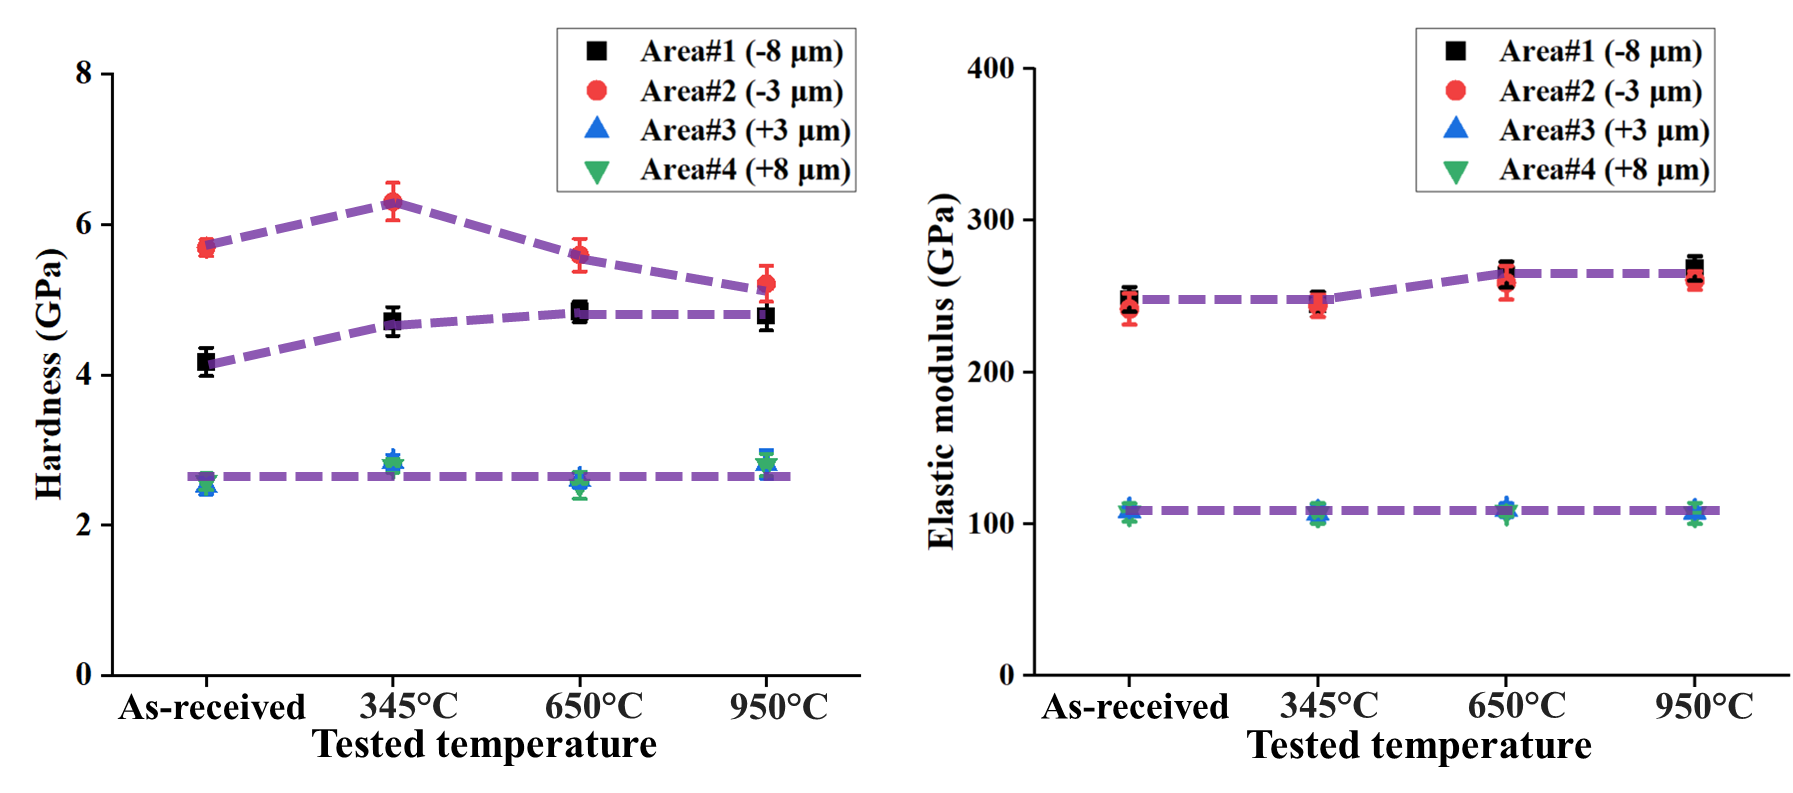 Area#1 (-8 μm)
Area#2 (-3 μm)
Area#3 (+3 μm)
Area#4 (+8 μm)
8
6
4
2
0
Hardness (GPa)
As-received 345°C 650°C 950°C
Tested temperature
Area#1 (-8 μm)
Area#2 (-3 μm)
Area#3 (+3 μm)
Area#4 (+8 μm)
400
300
200
100
0
Elastic modulus (GPa)
As-received 345°C 650°C 950°C
Tested temperature